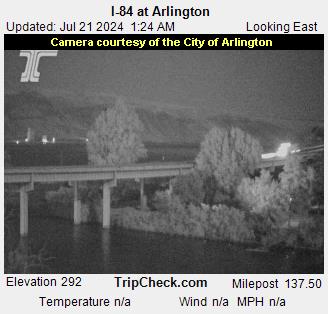 I-84 at Arlington
Updated: Jul 21 2024 1:24 AM Looking East
Camera courtesy of the City of Arlington
Elevation 292 TripCheck.com Milepost 137.50
Temperature n/a Wind n/a MPH n/a